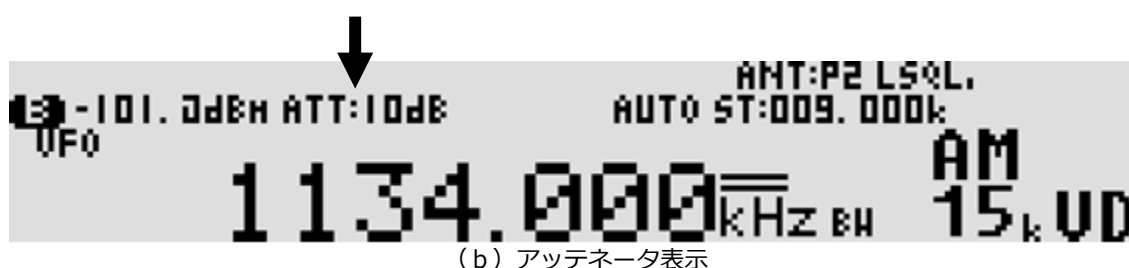 ANT:P2 LSQL.
B -101.0dBm ATT:10dB AUTO ST:009.000k
VFO
AM
1134.000kHz BW 15k VD
(b)アッテネータ表示